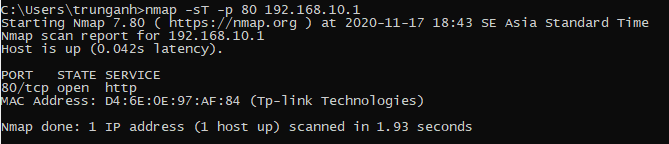 C:\Users\trunganh>nmap -sT -p 80 192.168.10.1
Starting Nmap 7.80 ( https://nmap.org ) at 2020-11-17 18:43 SE Asia Standard Time
Nmap scan report for 192.168.10.1
Host is up (0.042s latency).
PORT   STATE SERVICE
80/tcp open  http
MAC Address: D4:6E:0E:97:AF:84 (Tp-link Technologies)
Nmap done: 1 IP address (1 host up) scanned in 1.93 seconds